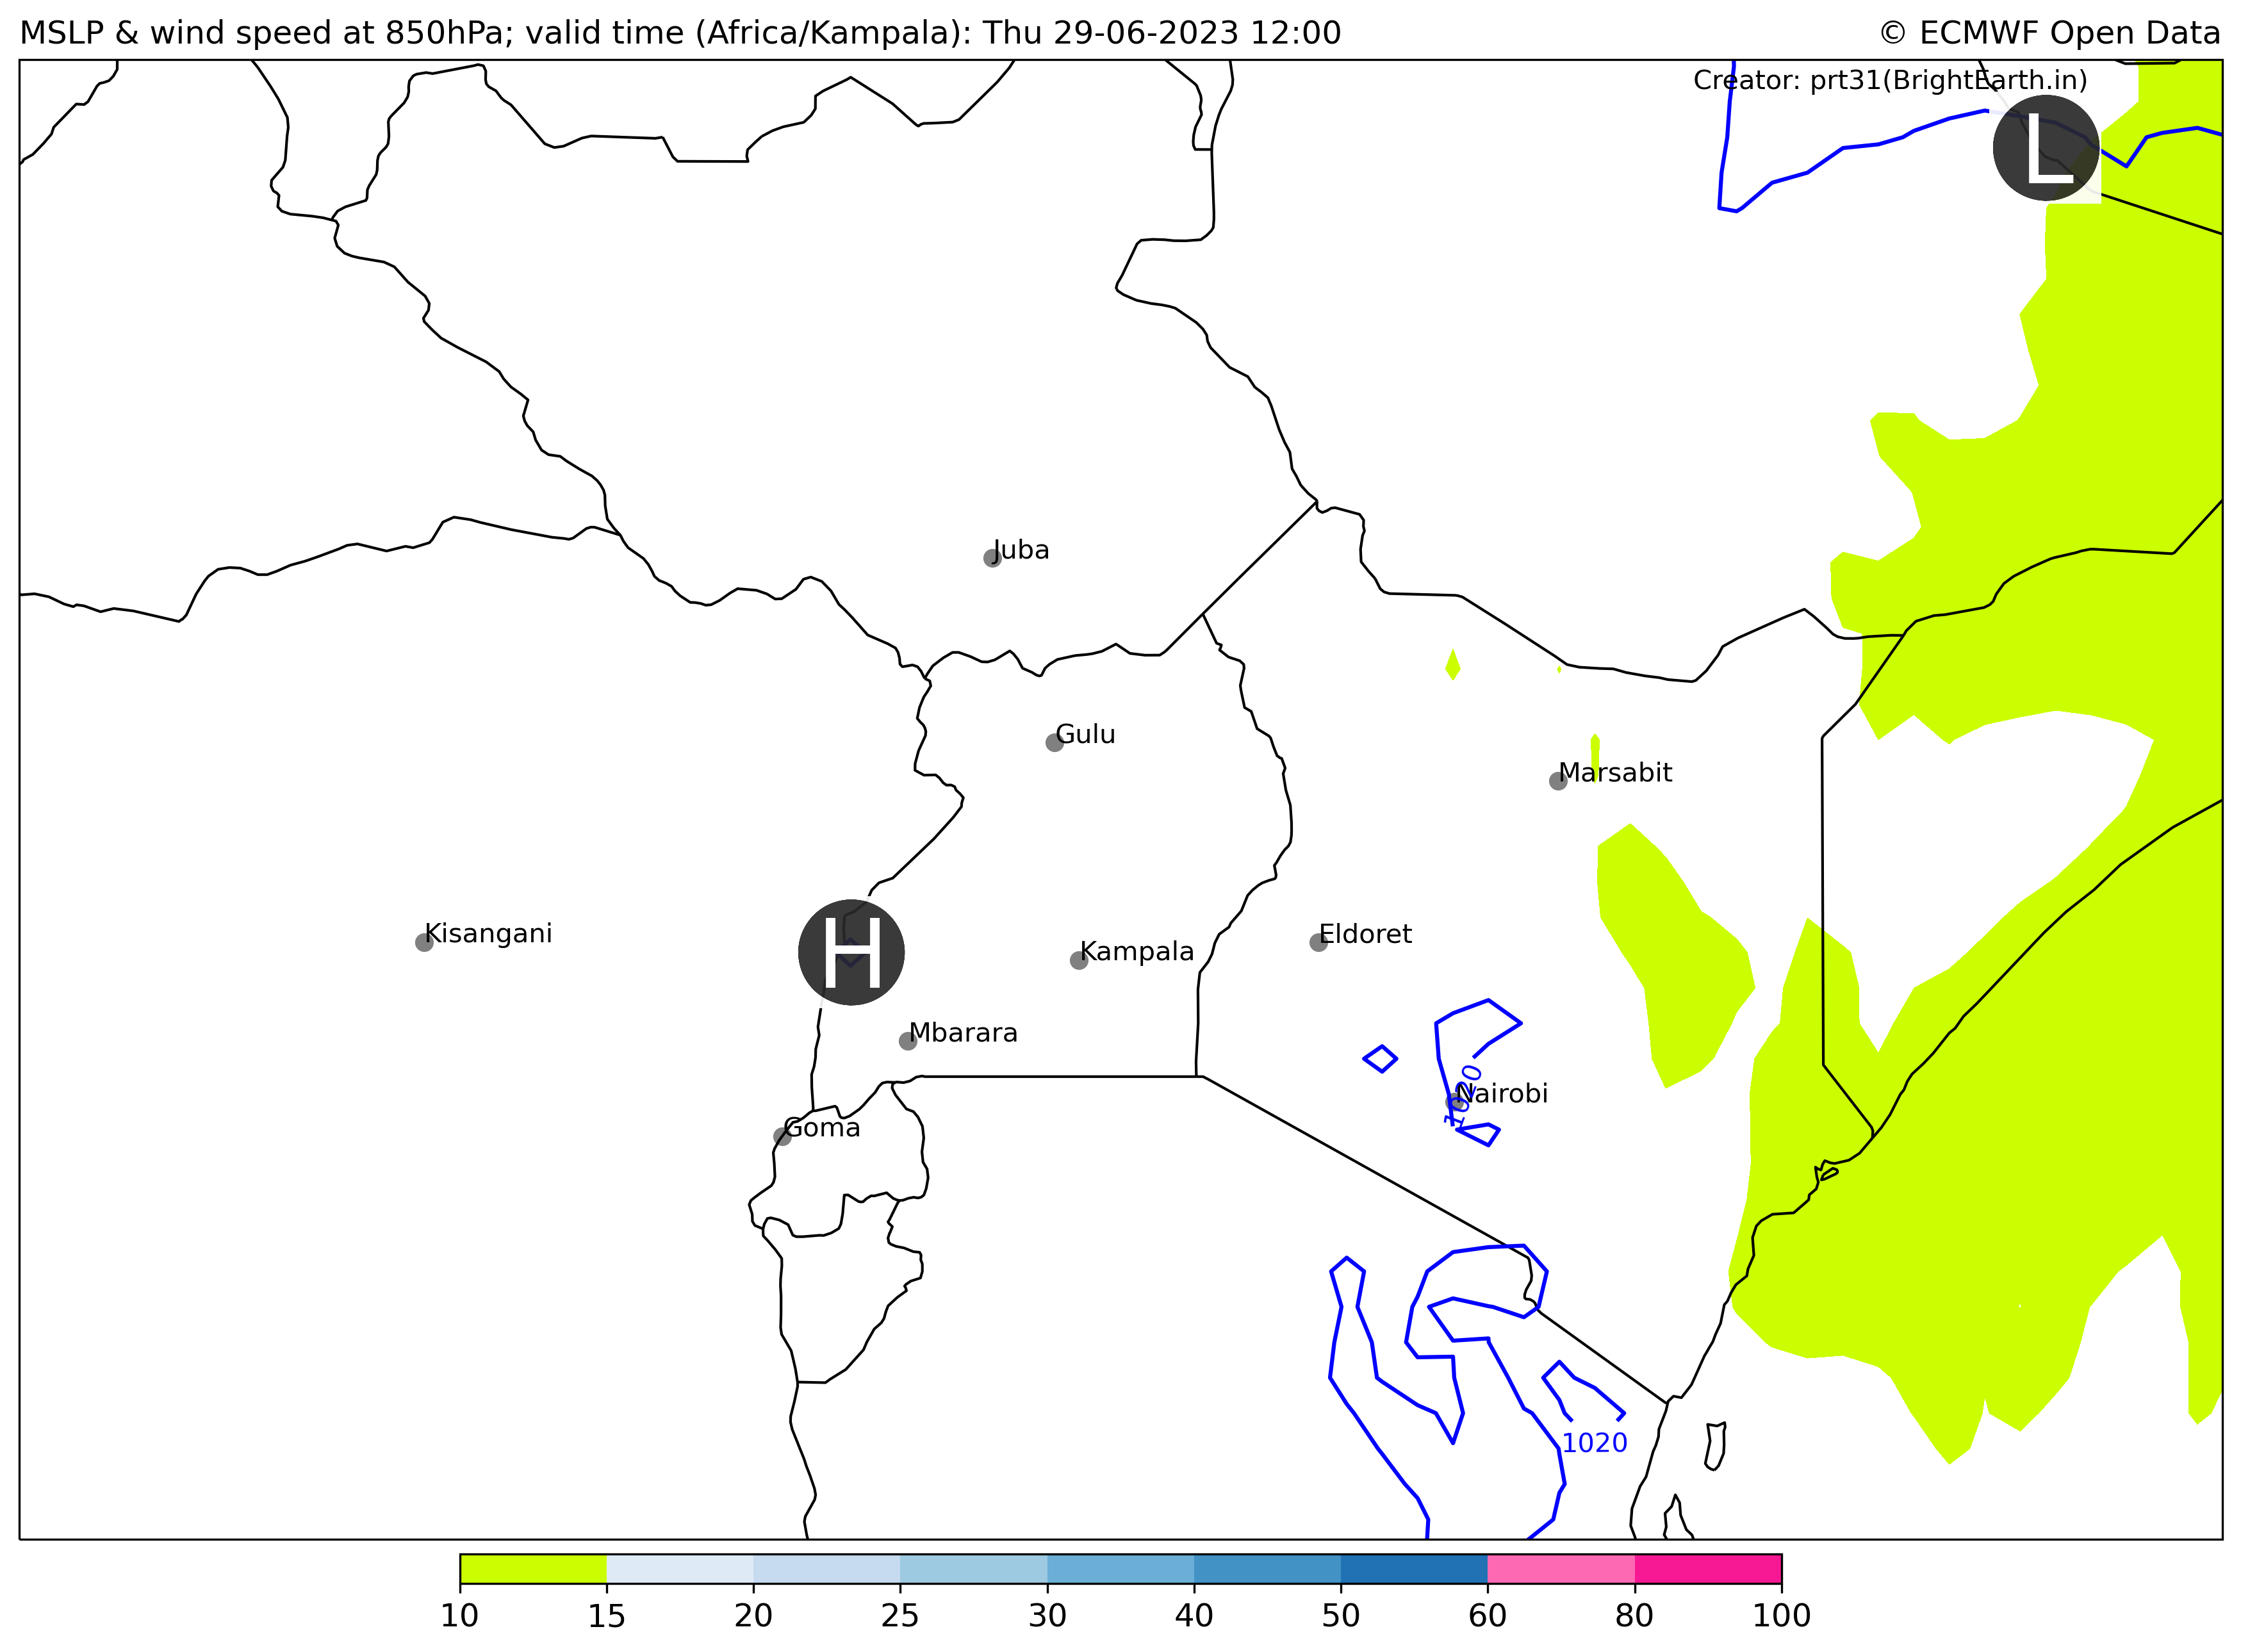 MSLP & wind speed at 850hPa; valid time (Africa/Kampala): Thu 29-06-2023 12:00
© ECMWF Open Data
Creator: prt31(BrightEarth.in)
L
Juba
Gulu
Marsabit
Kisangani
H
Kampala
Eldoret
Mbarara
1020
Nairobi
Goma
1020
10 15 20 25 30 40 50 60 80 100